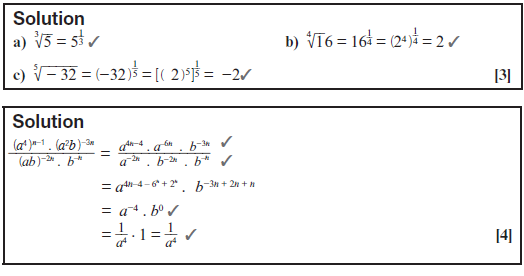 Solution
a) ∛5 = 5^(1/3) ✓ b) ∜16 = 16^(1/4) = (2⁴)^(1/4) = 2 ✓
c) ⁵√– 32 = (–32)^(1/5) = [( 2)⁵]^(1/5) = –2✓ [3]
Solution
(a⁴)ⁿ⁻¹ . (a²b)⁻³ⁿ / (ab)⁻²ⁿ . b⁻ⁿ = a⁴ⁿ⁻⁴ . a⁻⁶ⁿ . b⁻³ⁿ ✓ / a⁻²ⁿ . b⁻²ⁿ . b⁻ⁿ ✓
= a^(4n–4 – 6ⁿ + 2ⁿ) . b^(–3n + 2n + n)
= a⁻⁴ . b⁰ ✓
= 1/a⁴ . 1 = 1/a⁴ ✓ [4]